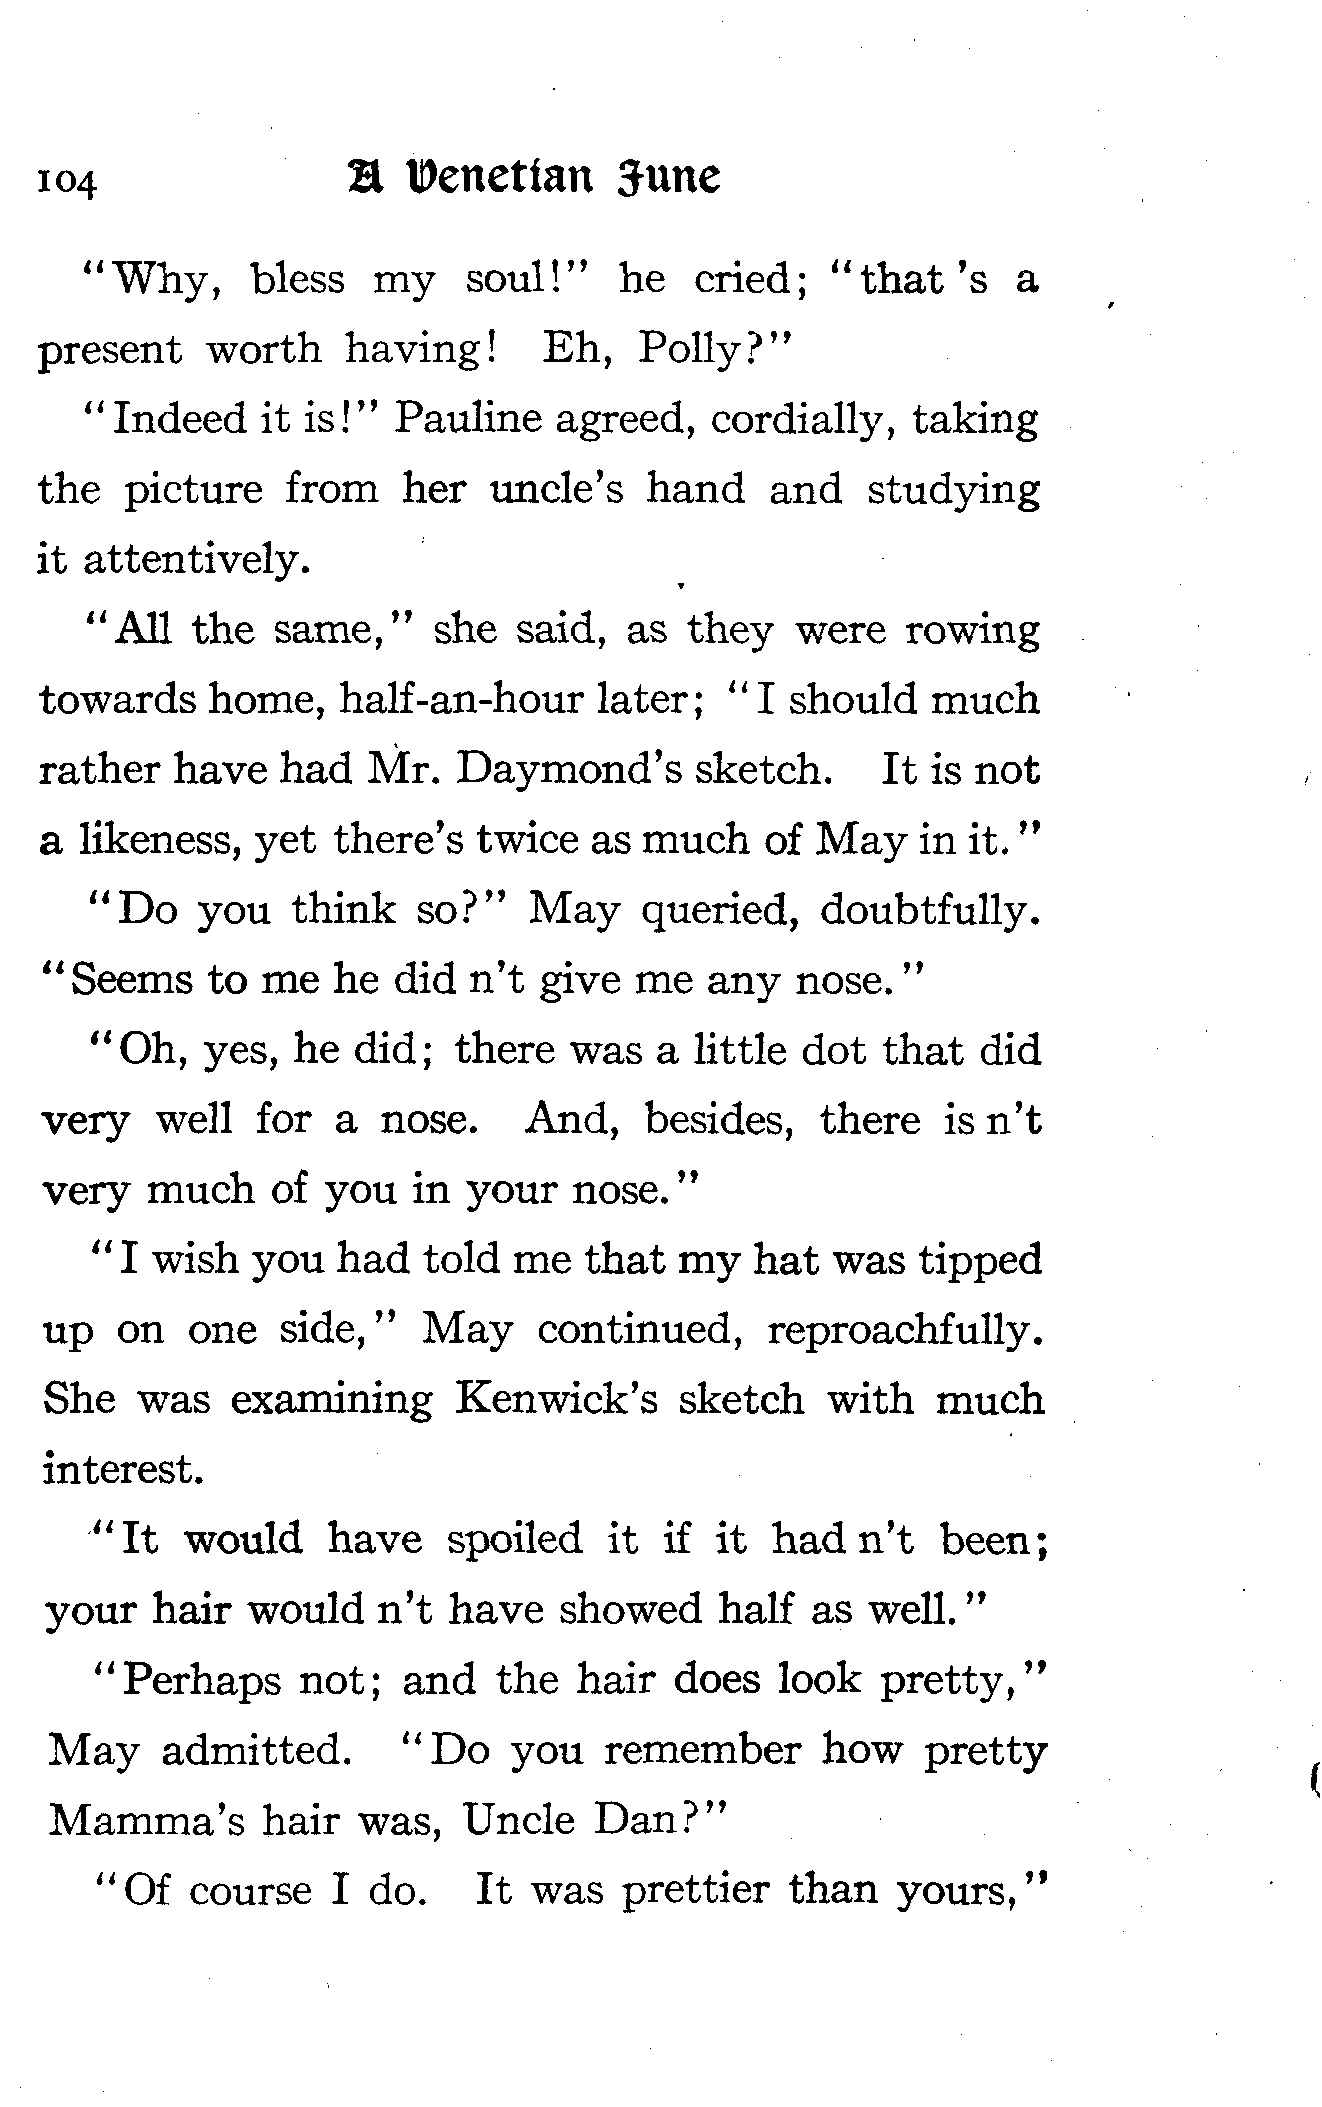 104 A Venetian June
"Why, bless my soul!" he cried; "that 's a
present worth having! Eh, Polly?"
"Indeed it is!" Pauline agreed, cordially, taking
the picture from her uncle's hand and studying
it attentively.
"All the same," she said, as they were rowing
towards home, half-an-hour later; "I should much
rather have had Mr. Daymond's sketch. It is not
a likeness, yet there's twice as much of May in it."
"Do you think so?" May queried, doubtfully.
"Seems to me he did n't give me any nose."
"Oh, yes, he did; there was a little dot that did
very well for a nose. And, besides, there is n't
very much of you in your nose."
"I wish you had told me that my hat was tipped
up on one side," May continued, reproachfully.
She was examining Kenwick's sketch with much
interest.
"It would have spoiled it if it had n't been;
your hair would n't have showed half as well."
"Perhaps not; and the hair does look pretty,"
May admitted. "Do you remember how pretty
Mamma's hair was, Uncle Dan?"
"Of course I do. It was prettier than yours,"